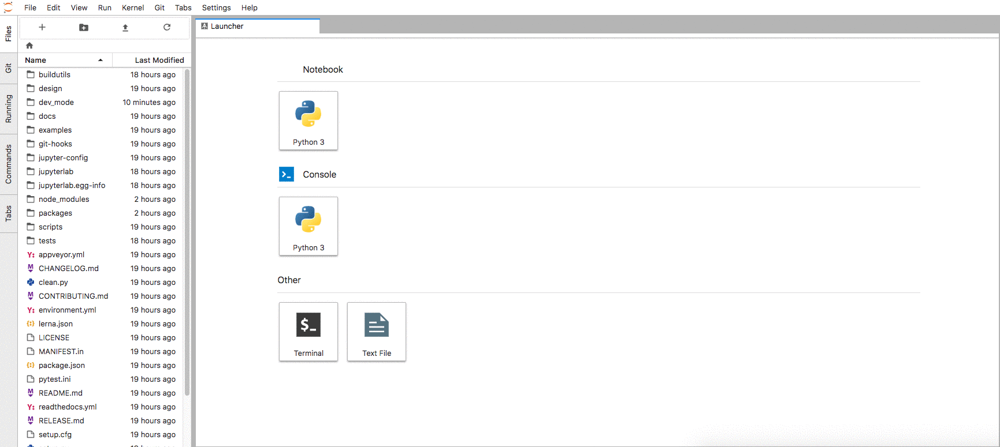 File Edit View Run Kernel Git Tabs Settings Help
Files
Git
Running
Commands
Tabs
Name Last Modified
buildutils 18 hours ago
design 19 hours ago
dev_mode 10 minutes ago
docs 19 hours ago
examples 19 hours ago
git-hooks 19 hours ago
jupyter-config 19 hours ago
jupyterlab 18 hours ago
jupyterlab.egg-info 18 hours ago
node_modules 2 hours ago
packages 2 hours ago
scripts 19 hours ago
tests 18 hours ago
appveyor.yml 19 hours ago
CHANGELOG.md 19 hours ago
clean.py 19 hours ago
CONTRIBUTING.md 19 hours ago
environment.yml 19 hours ago
lerna.json 19 hours ago
LICENSE 19 hours ago
MANIFEST.in 19 hours ago
package.json 19 hours ago
pytest.ini 19 hours ago
README.md 19 hours ago
readthedocs.yml 19 hours ago
RELEASE.md 19 hours ago
setup.cfg 19 hours ago
Launcher
Notebook
Python 3
Console
Python 3
Other
$_
Terminal
Text File